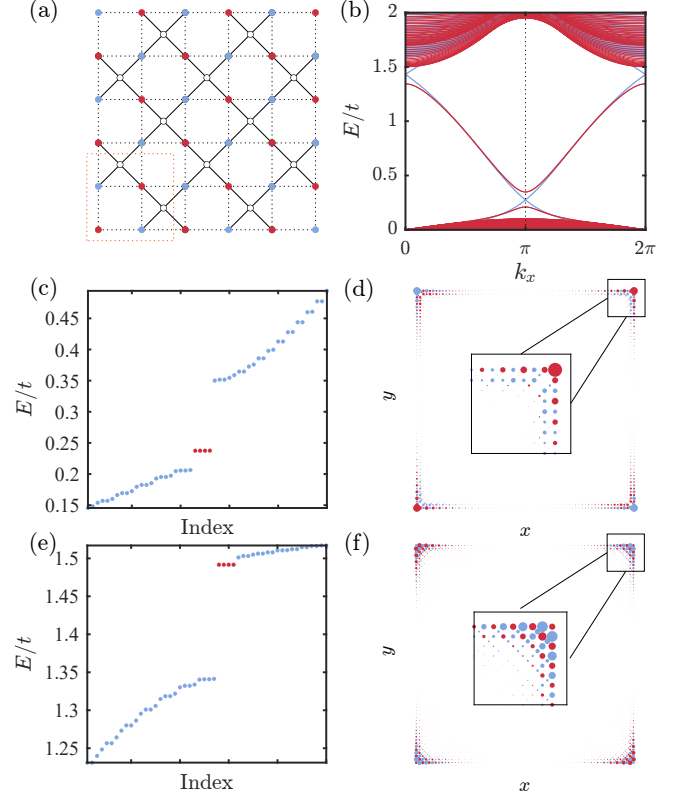 (a)
(b)
2
1.5
1
0.5
0
E/t
0
π
2π
k_x
(c)
0.45
0.4
0.35
0.3
0.25
0.2
0.15
E/t
Index
(d)
y
x
(e)
1.5
1.45
1.4
1.35
1.3
1.25
E/t
Index
(f)
y
x